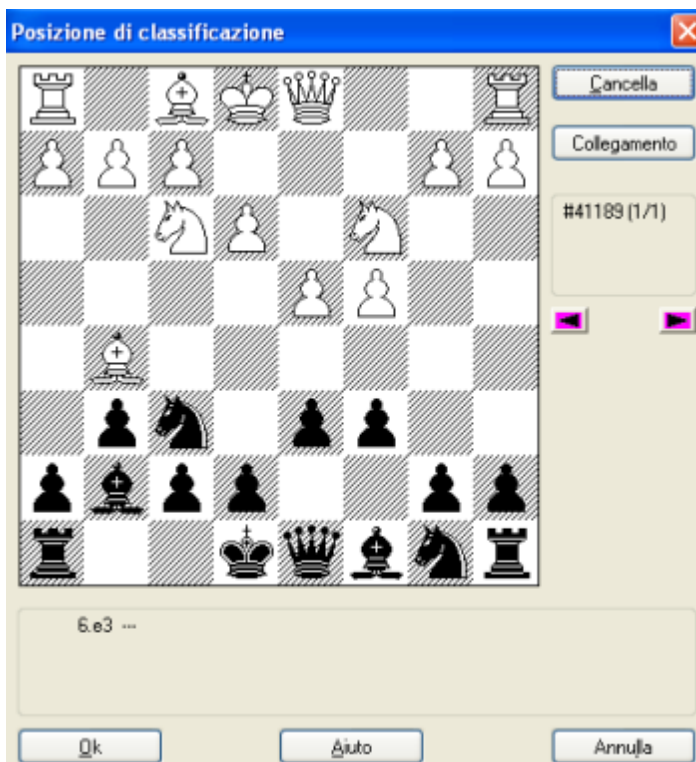 Posizione di classificazione
Cancella
Collegamento
#41189 (1/1)
6.e3 ---
Ok
Aiuto
Annulla